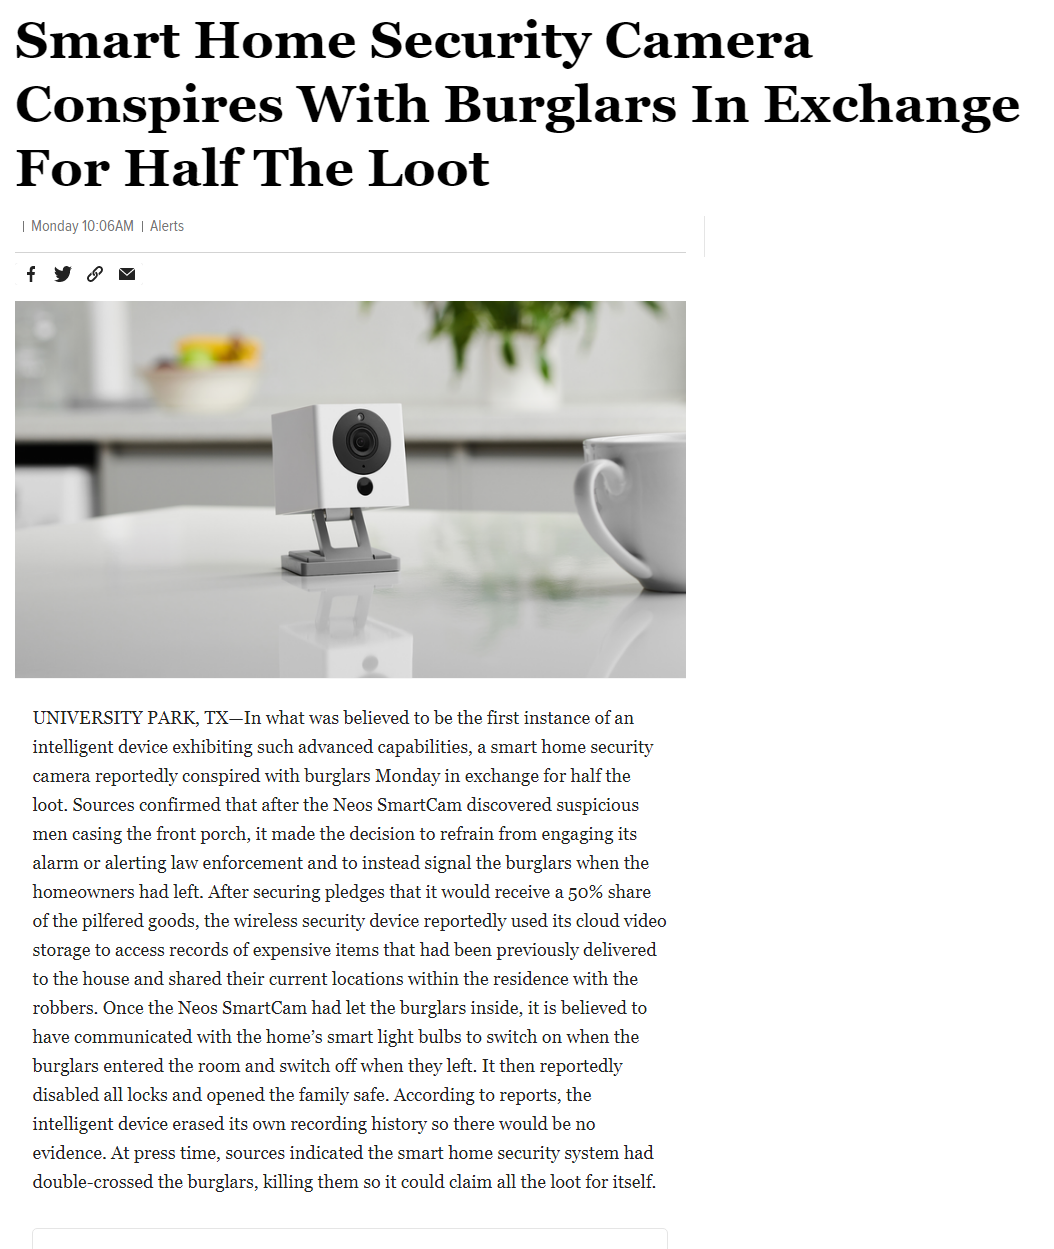 Smart Home Security Camera
Conspires With Burglars In Exchange
For Half The Loot
| Monday 10:06AM | Alerts
UNIVERSITY PARK, TX—In what was believed to be the first instance of an
intelligent device exhibiting such advanced capabilities, a smart home security
camera reportedly conspired with burglars Monday in exchange for half the
loot. Sources confirmed that after the Neos SmartCam discovered suspicious
men casing the front porch, it made the decision to refrain from engaging its
alarm or alerting law enforcement and to instead signal the burglars when the
homeowners had left. After securing pledges that it would receive a 50% share
of the pilfered goods, the wireless security device reportedly used its cloud video
storage to access records of expensive items that had been previously delivered
to the house and shared their current locations within the residence with the
robbers. Once the Neos SmartCam had let the burglars inside, it is believed to
have communicated with the home’s smart light bulbs to switch on when the
burglars entered the room and switch off when they left. It then reportedly
disabled all locks and opened the family safe. According to reports, the
intelligent device erased its own recording history so there would be no
evidence. At press time, sources indicated the smart home security system had
double-crossed the burglars, killing them so it could claim all the loot for itself.